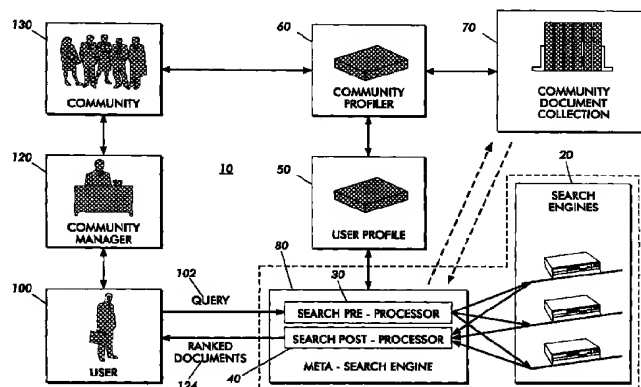 130
60
70
COMMUNITY
COMMUNITY
PROFILER
COMMUNITY
DOCUMENT
COLLECTION
120
10
50
20
COMMUNITY
MANAGER
USER PROFILE
SEARCH
ENGINES
100
102
QUERY
80
30
SEARCH PRE - PROCESSOR
SEARCH POST - PROCESSOR
RANKED
DOCUMENTS
USER
124
40
META - SEARCH ENGINE